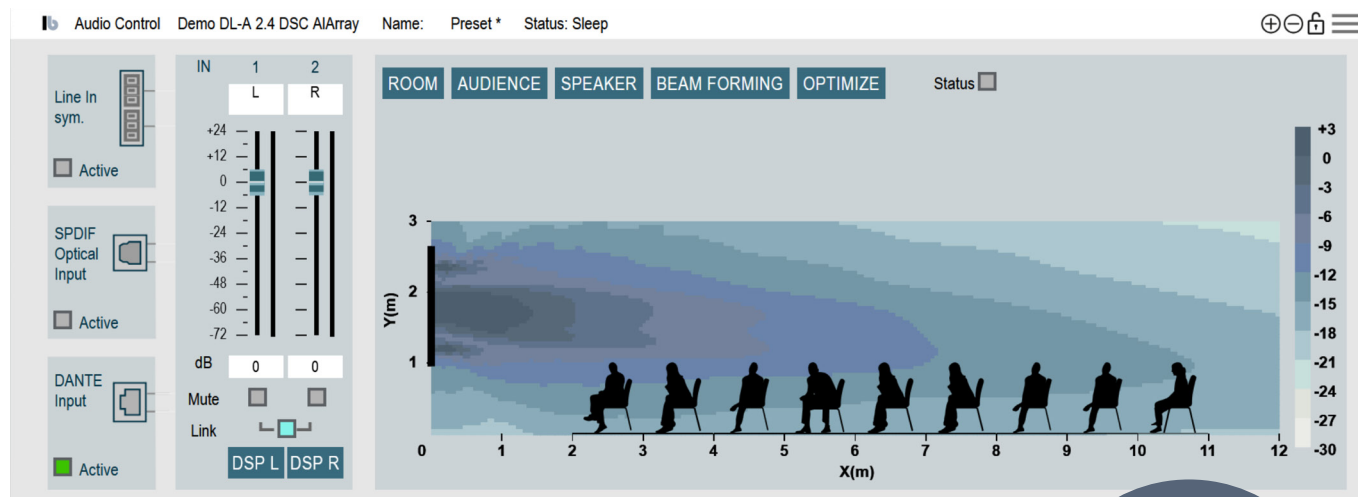 lb Audio Control Demo DL-A 2.4 DSC AlArray Name: Preset * Status: Sleep
Line In
sym.
Active
SPDIF
Optical
Input
Active
DANTE
Input
Active
IN 1 2
L R
+24
+12
0
-12
-24
-36
-48
-60
-72
dB 0 0
Mute
Link
DSP L DSP R
ROOM AUDIENCE SPEAKER BEAM FORMING OPTIMIZE Status
3
2
1
Y(m)
0 1 2 3 4 5 6 7 8 9 10 11 12
X(m)
+3
0
-3
-6
-9
-12
-15
-18
-21
-24
-27
-30